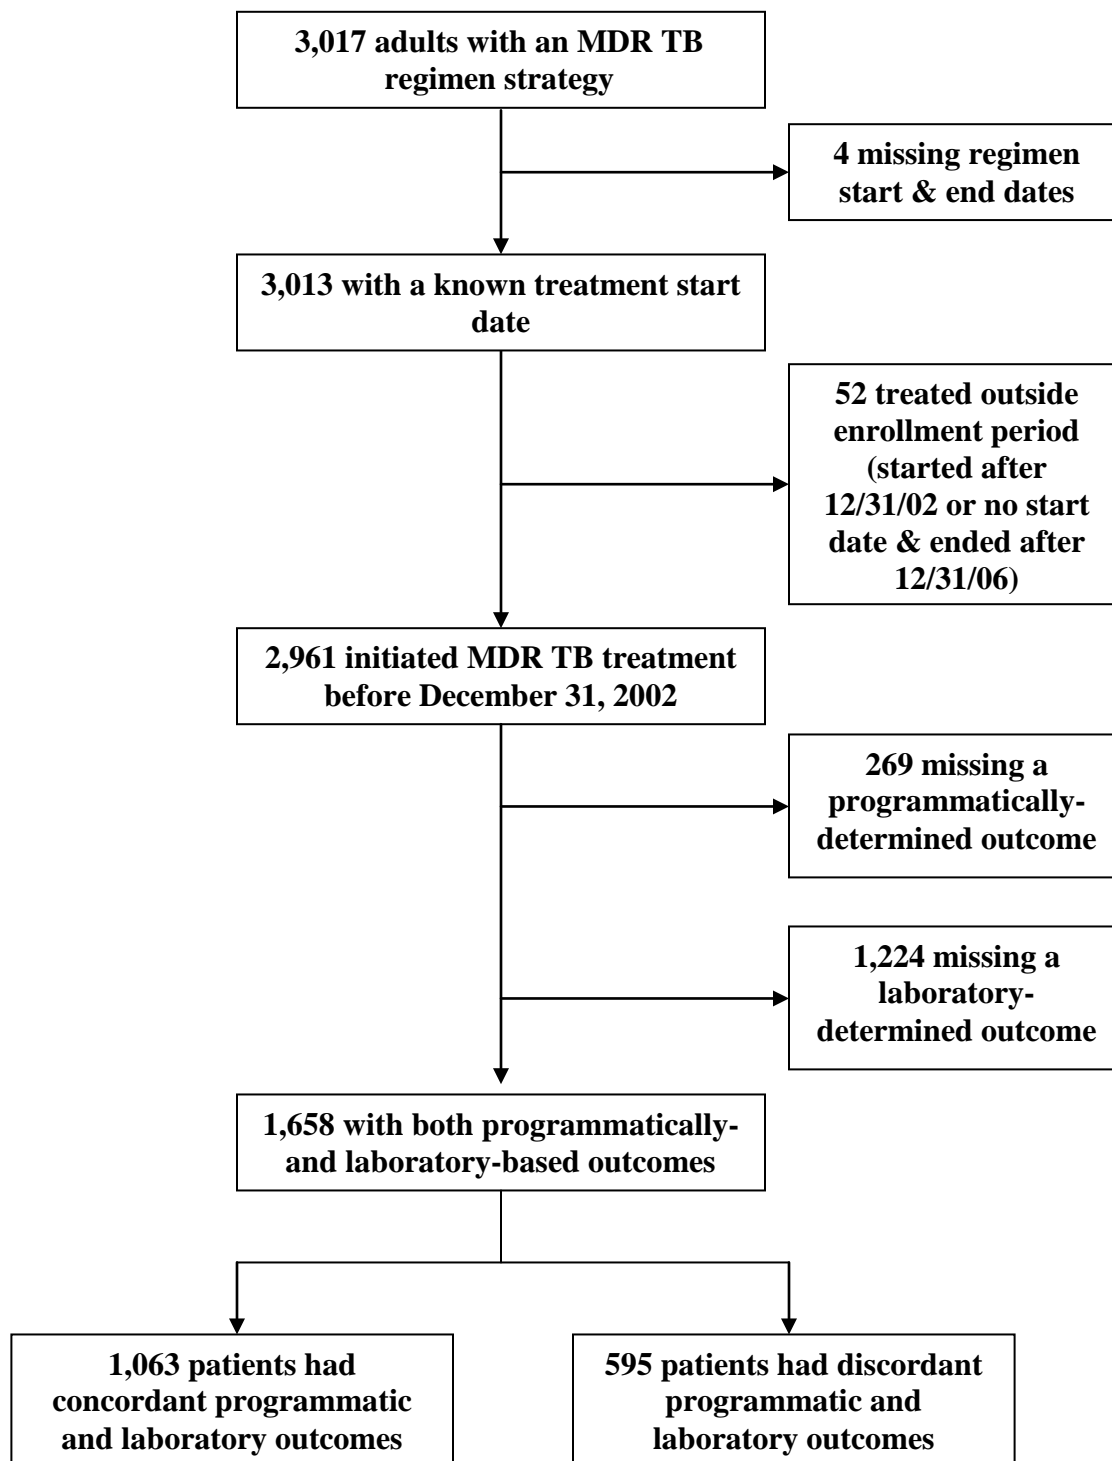 3,017 adults with an MDR TB
regimen strategy
4 missing regimen
start & end dates
3,013 with a known treatment start
date
52 treated outside
enrollment period
(started after
12/31/02 or no start
date & ended after
12/31/06)
2,961 initiated MDR TB treatment
before December 31, 2002
269 missing a
programmatically-
determined outcome
1,224 missing a
laboratory-
determined outcome
1,658 with both programmatically-
and laboratory-based outcomes
1,063 patients had
concordant programmatic
and laboratory outcomes
595 patients had discordant
programmatic and
laboratory outcomes